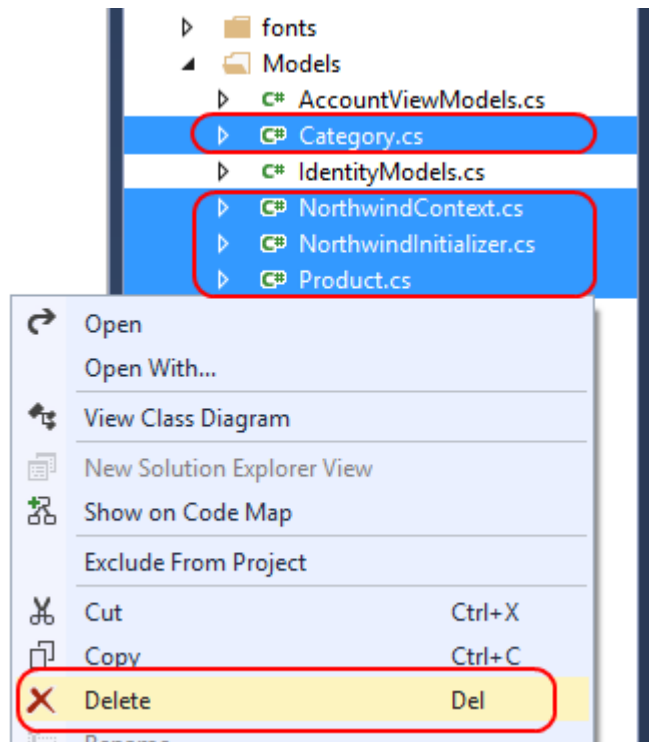 fonts
Models
C# AccountViewModels.cs
C# Category.cs
C# IdentityModels.cs
C# NorthwindContext.cs
C# NorthwindInitializer.cs
C# Product.cs
Open
Open With...
View Class Diagram
New Solution Explorer View
Show on Code Map
Exclude From Project
Cut Ctrl+X
Copy Ctrl+C
Delete Del